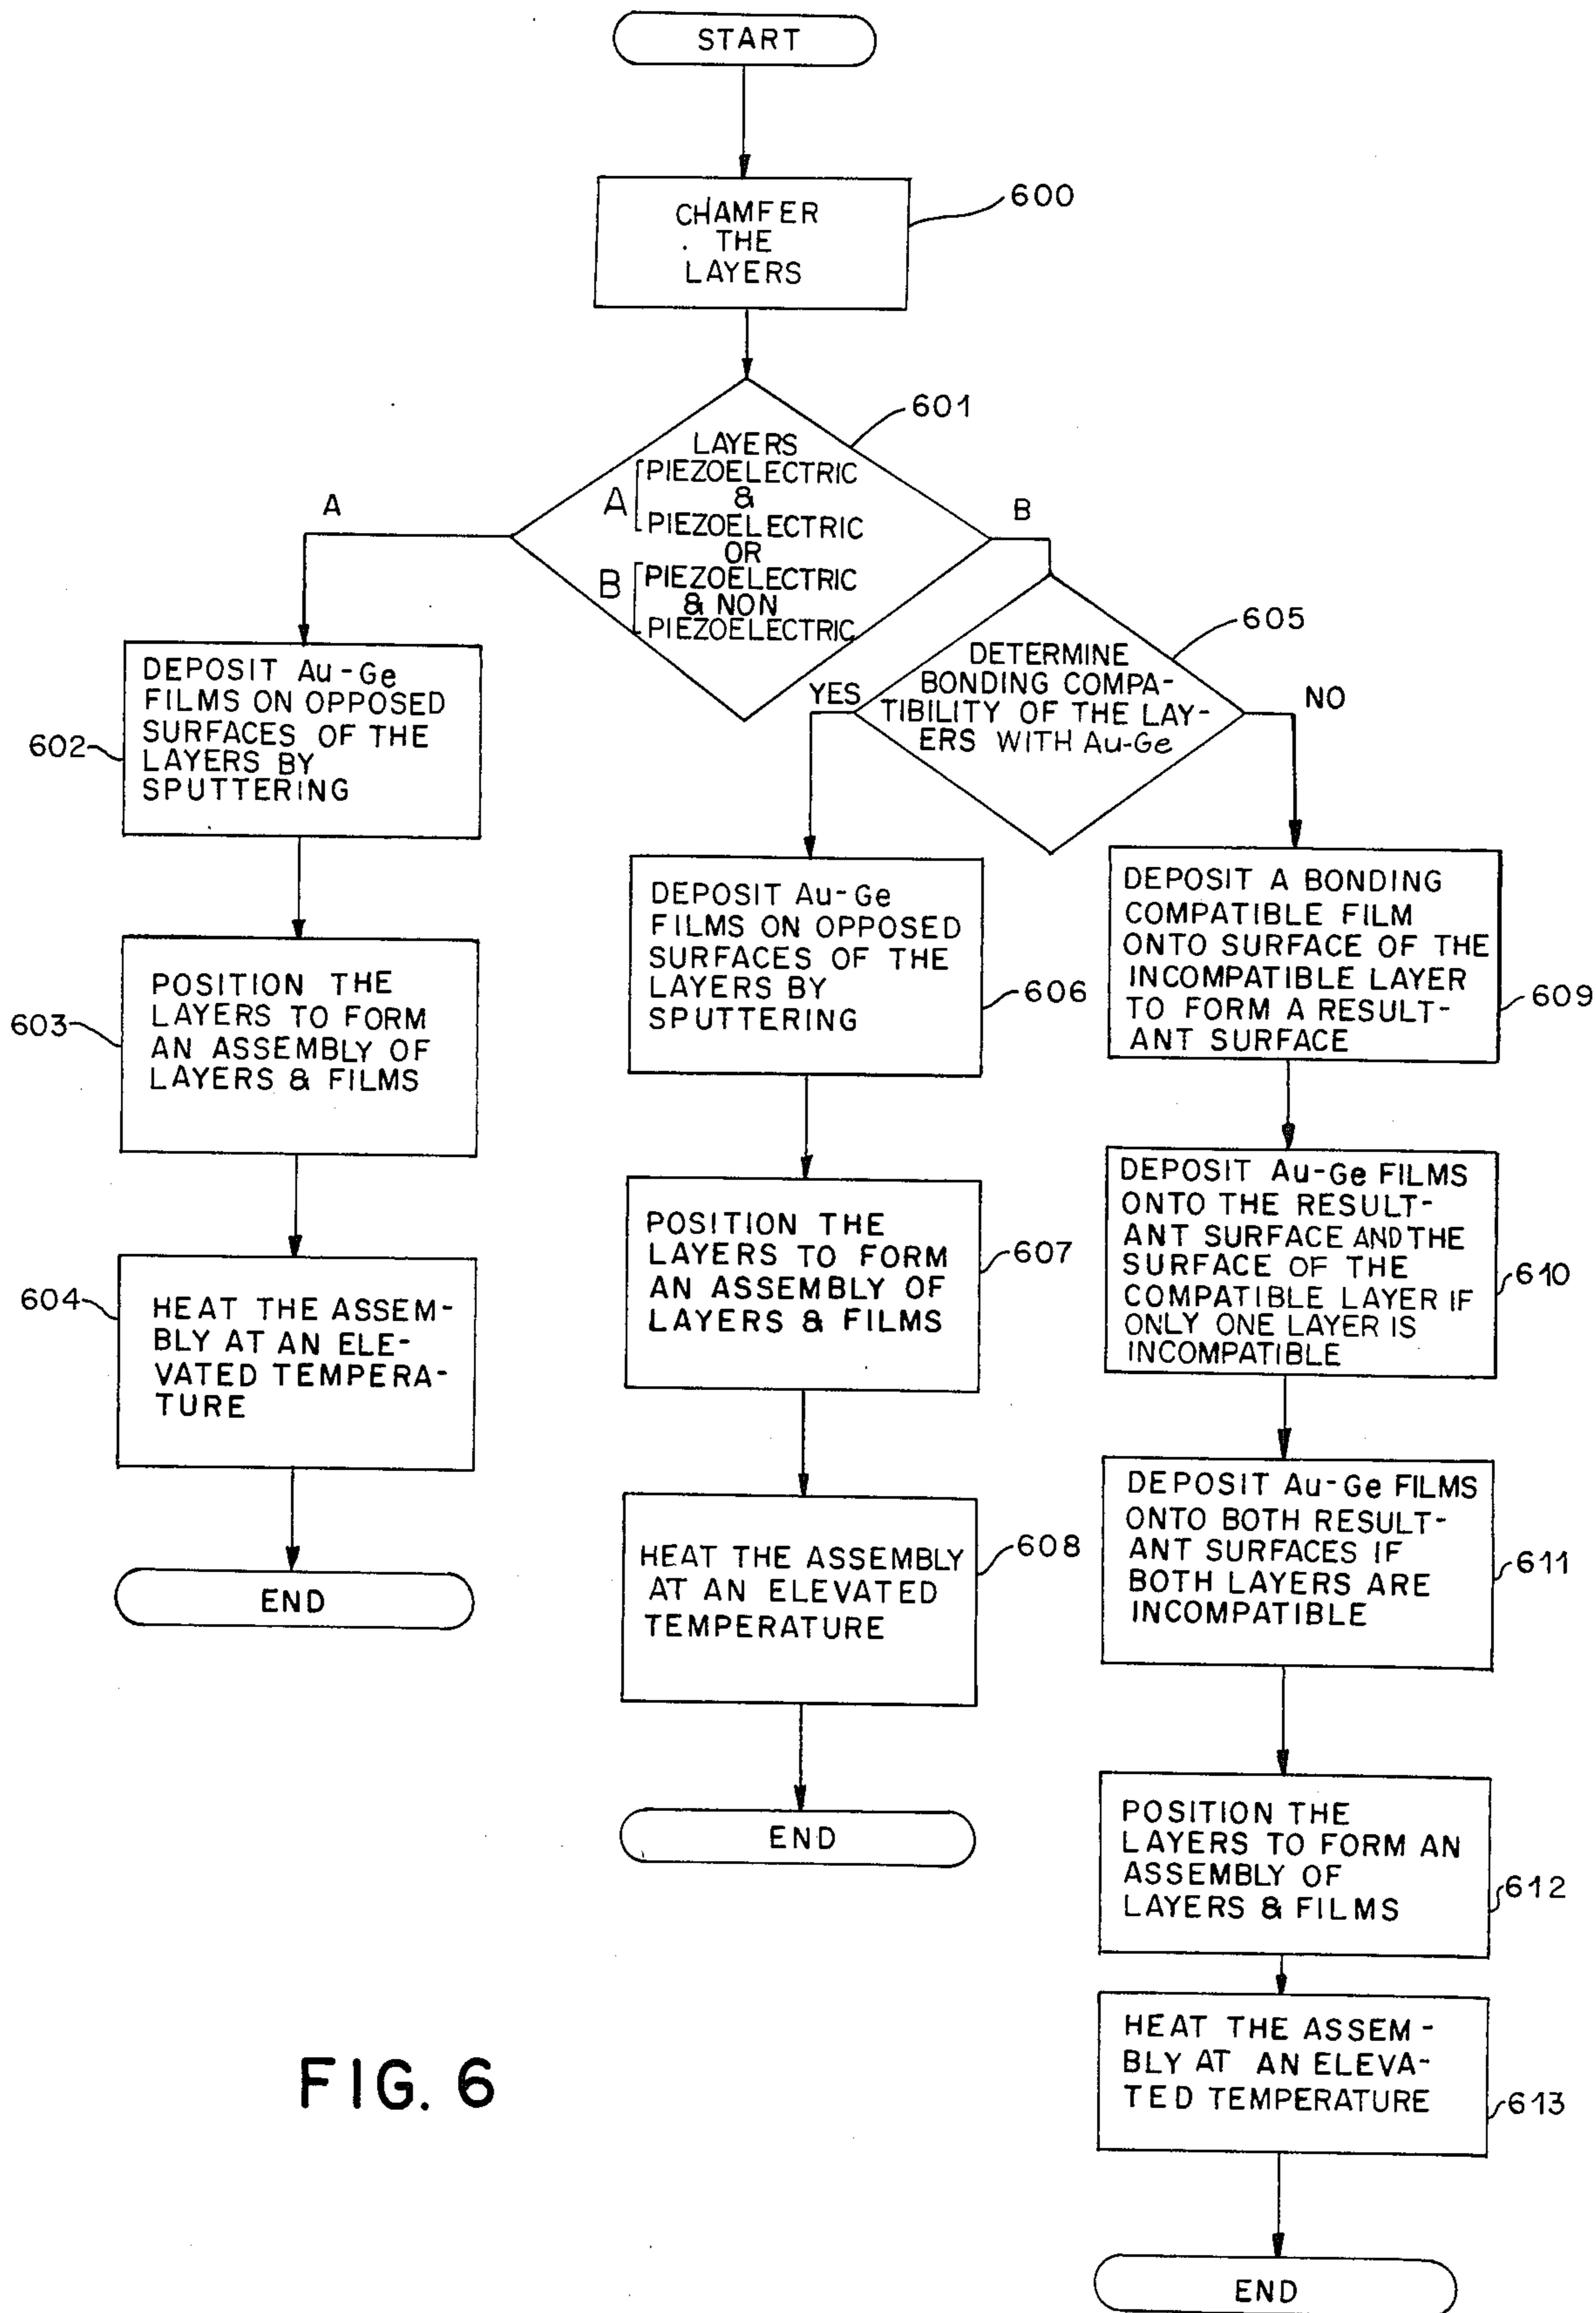 START
CHAMFER
THE
LAYERS
600
601
LAYERS
A [PIEZOELECTRIC
&
PIEZOELECTRIC
OR
B [PIEZOELECTRIC
& NON
PIEZOELECTRIC
A
B
602
DEPOSIT Au-Ge
FILMS ON OPPOSED
SURFACES OF THE
LAYERS BY
SPUTTERING
603
POSITION THE
LAYERS TO FORM
AN ASSEMBLY OF
LAYERS & FILMS
604
HEAT THE ASSEM-
BLY AT AN ELE-
VATED TEMPERA-
TURE
END
605
DETERMINE
BONDING COMPA-
TIBILITY OF THE LAY-
ERS WITH Au-Ge
YES
NO
DEPOSIT Au-Ge
FILMS ON OPPOSED
SURFACES OF THE
LAYERS BY
SPUTTERING
606
POSITION THE
LAYERS TO FORM
AN ASSEMBLY OF
LAYERS & FILMS
607
HEAT THE ASSEMBLY
AT AN ELEVATED
TEMPERATURE
608
END
DEPOSIT A BONDING
COMPATIBLE FILM
ONTO SURFACE OF THE
INCOMPATIBLE LAYER
TO FORM A RESULT-
ANT SURFACE
609
DEPOSIT Au-Ge FILMS
ONTO THE RESULT-
ANT SURFACE AND THE
SURFACE OF THE
COMPATIBLE LAYER IF
ONLY ONE LAYER IS
INCOMPATIBLE
610
DEPOSIT Au-Ge FILMS
ONTO BOTH RESULT-
ANT SURFACES IF
BOTH LAYERS ARE
INCOMPATIBLE
611
POSITION THE
LAYERS TO FORM AN
ASSEMBLY OF
LAYERS & FILMS
612
HEAT THE ASSEM-
BLY AT AN ELEVA-
TED TEMPERATURE
613
END
FIG. 6